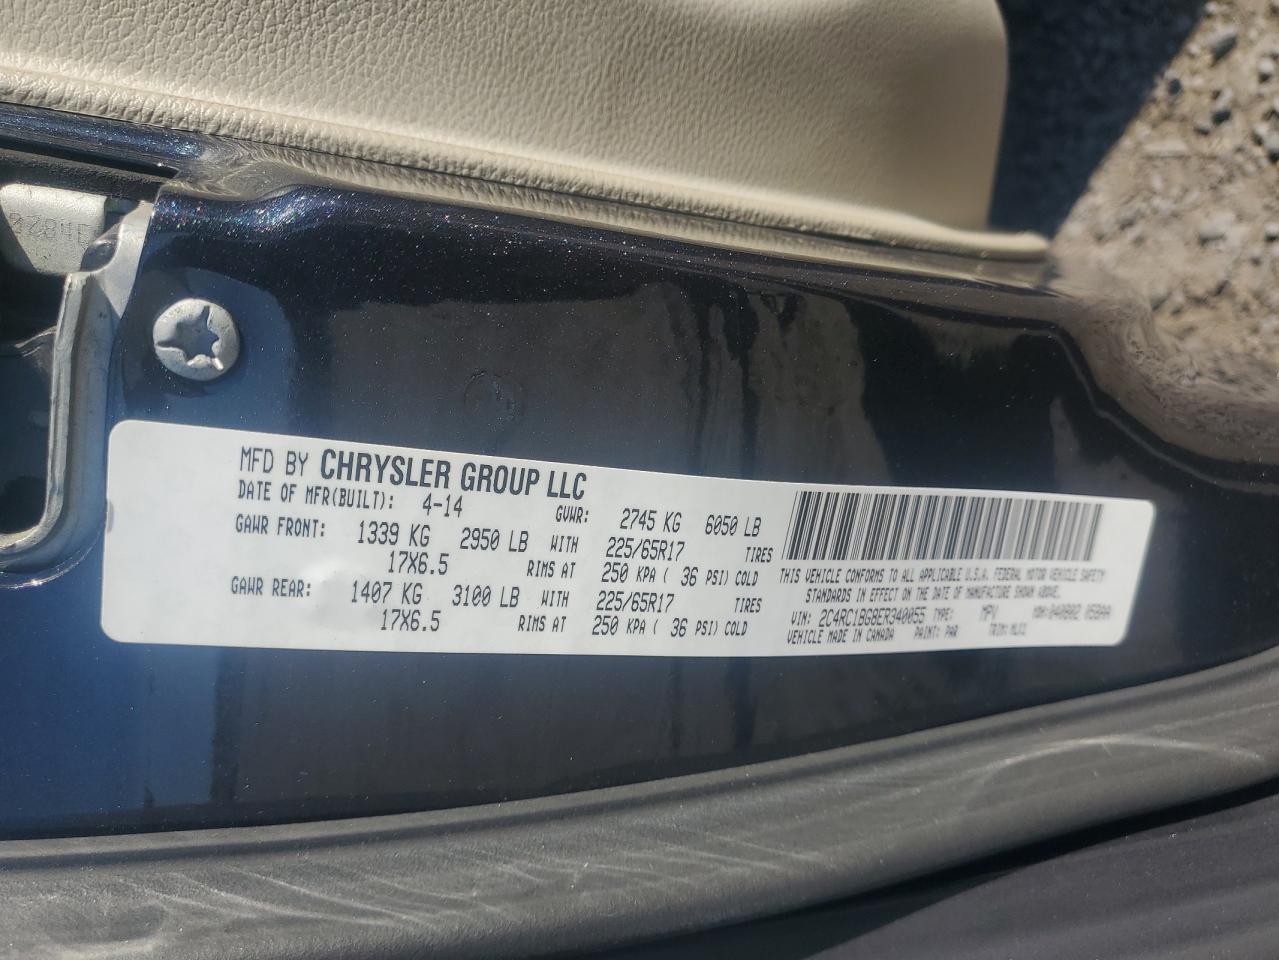 MFD BY CHRYSLER GROUP LLC
DATE OF MFR(BUILT): 4-14 GVWR: 2745 KG 6050 LB
GAWR FRONT: 1339 KG 2950 LB WITH 225/65R17 TIRES
17X6.5 RIMS AT 250 KPA ( 36 PSI) COLD
GAWR REAR: 1407 KG 3100 LB WITH 225/65R17 TIRES
17X6.5 RIMS AT 250 KPA ( 36 PSI) COLD
THIS VEHICLE CONFORMS TO ALL APPLICABLE U.S.A. FEDERAL MOTOR VEHICLE SAFETY
STANDARDS IN EFFECT ON THE DATE OF MANUFACTURE SHOWN ABOVE.
VIN: 2C4RC1BG8ER340055 TYPE: MPV MDH:
VEHICLE MADE IN CANADA PAINT: PAR TRIM: